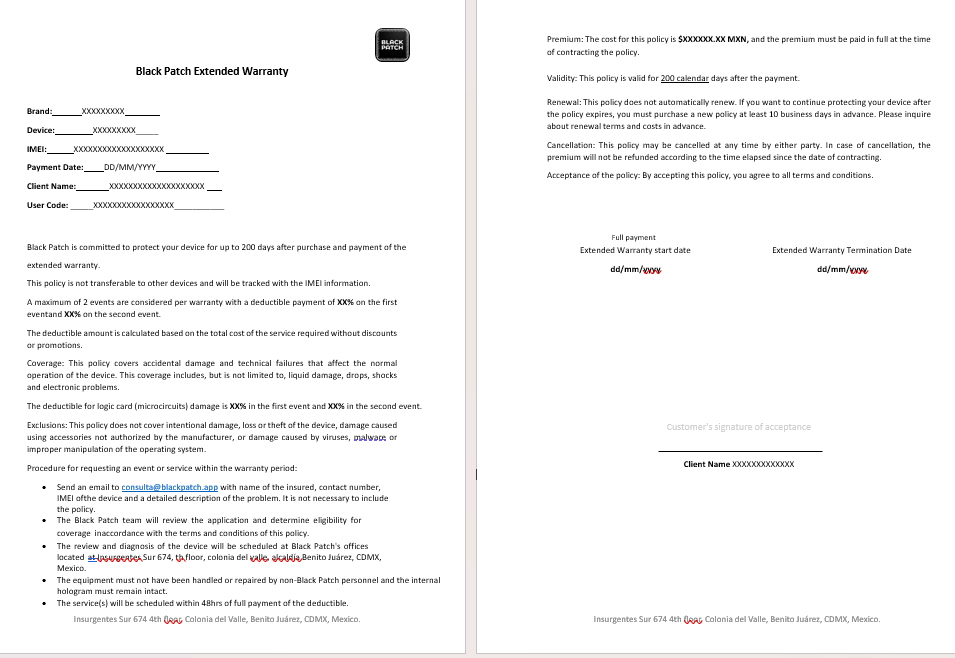 BLACK
PATCH
Black Patch Extended Warranty
Brand:______XXXXXXXXX_______
Device:________XXXXXXXXX_____
IMEI:_____XXXXXXXXXXXXXXXXXXX _________
Payment Date:____DD/MM/YYYY_____________
Client Name:_______XXXXXXXXXXXXXXXXXXXX ___
User Code: _____XXXXXXXXXXXXXXXXX___________
Black Patch is committed to protect your device for up to 200 days after purchase and payment of the
extended warranty.
This policy is not transferable to other devices and will be tracked with the IMEI information.
A maximum of 2 events are considered per warranty with a deductible payment of XX% on the first
eventand XX% on the second event.
The deductible amount is calculated based on the total cost of the service required without discounts
or promotions.
Coverage: This policy covers accidental damage and technical failures that affect the normal
operation of the device. This coverage includes, but is not limited to, liquid damage, drops, shocks
and electronic problems.
The deductible for logic card (microcircuits) damage is XX% in the first event and XX% in the second event.
Exclusions: This policy does not cover intentional damage, loss or theft of the device, damage caused
using accessories not authorized by the manufacturer, or damage caused by viruses, malware or
improper manipulation of the operating system.
Procedure for requesting an event or service within the warranty period:
• Send an email to consulta@blackpatch.app with name of the insured, contact number,
IMEI ofthe device and a detailed description of the problem. It is not necessary to include
the policy.
• The Black Patch team will review the application and determine eligibility for
coverage inaccordance with the terms and conditions of this policy.
• The review and diagnosis of the device will be scheduled at Black Patch's offices
located at Insurgentes Sur 674, th floor, colonia del valle, alcaldia Benito Juárez, CDMX,
Mexico.
• The equipment must not have been handled or repaired by non-Black Patch personnel and the internal
hologram must remain intact.
• The service(s) will be scheduled within 48hrs of full payment of the deductible.
Insurgentes Sur 674 4th floor, Colonia del Valle, Benito Juárez, CDMX, Mexico.
Premium: The cost for this policy is $XXXXXX.XX MXN, and the premium must be paid in full at the time
of contracting the policy.
Validity: This policy is valid for 200 calendar days after the payment.
Renewal: This policy does not automatically renew. If you want to continue protecting your device after
the policy expires, you must purchase a new policy at least 10 business days in advance. Please inquire
about renewal terms and costs in advance.
Cancellation: This policy may be cancelled at any time by either party. In case of cancellation, the
premium will not be refunded according to the time elapsed since the date of contracting.
Acceptance of the policy: By accepting this policy, you agree to all terms and conditions.
Full payment
Extended Warranty start date
dd/mm/yyyy
Extended Warranty Termination Date
dd/mm/yyyy
Customer's signature of acceptance
Client Name XXXXXXXXXXXXX
Insurgentes Sur 674 4th floor, Colonia del Valle, Benito Juárez, CDMX, Mexico.